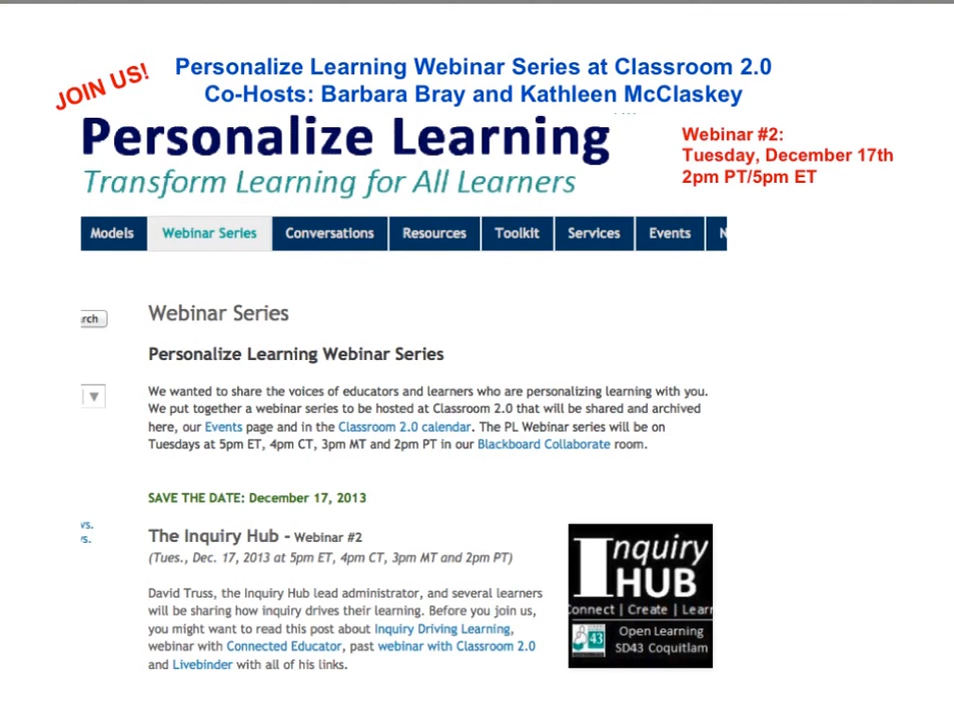 JOIN US!
Personalize Learning Webinar Series at Classroom 2.0
Co-Hosts: Barbara Bray and Kathleen McClaskey
Personalize Learning
Transform Learning for All Learners
Webinar #2:
Tuesday, December 17th
2pm PT/5pm ET
Models Webinar Series Conversations Resources Toolkit Services Events N
rch
Webinar Series
Personalize Learning Webinar Series
We wanted to share the voices of educators and learners who are personalizing learning with you.
We put together a webinar series to be hosted at Classroom 2.0 that will be shared and archived
here, our Events page and in the Classroom 2.0 calendar. The PL Webinar series will be on
Tuesdays at 5pm ET, 4pm CT, 3pm MT and 2pm PT in our Blackboard Collaborate room.
SAVE THE DATE: December 17, 2013
vs.
s.
The Inquiry Hub - Webinar #2
(Tues., Dec. 17, 2013 at 5pm ET, 4pm CT, 3pm MT and 2pm PT)
David Truss, the Inquiry Hub lead administrator, and several learners
will be sharing how inquiry drives their learning. Before you join us,
you might want to read this post about Inquiry Driving Learning,
webinar with Connected Educator, past webinar with Classroom 2.0
and Livebinder with all of his links.
Inquiry
HUB
Connect | Create | Lear
43
Open Learning
SD43 Coquitlam